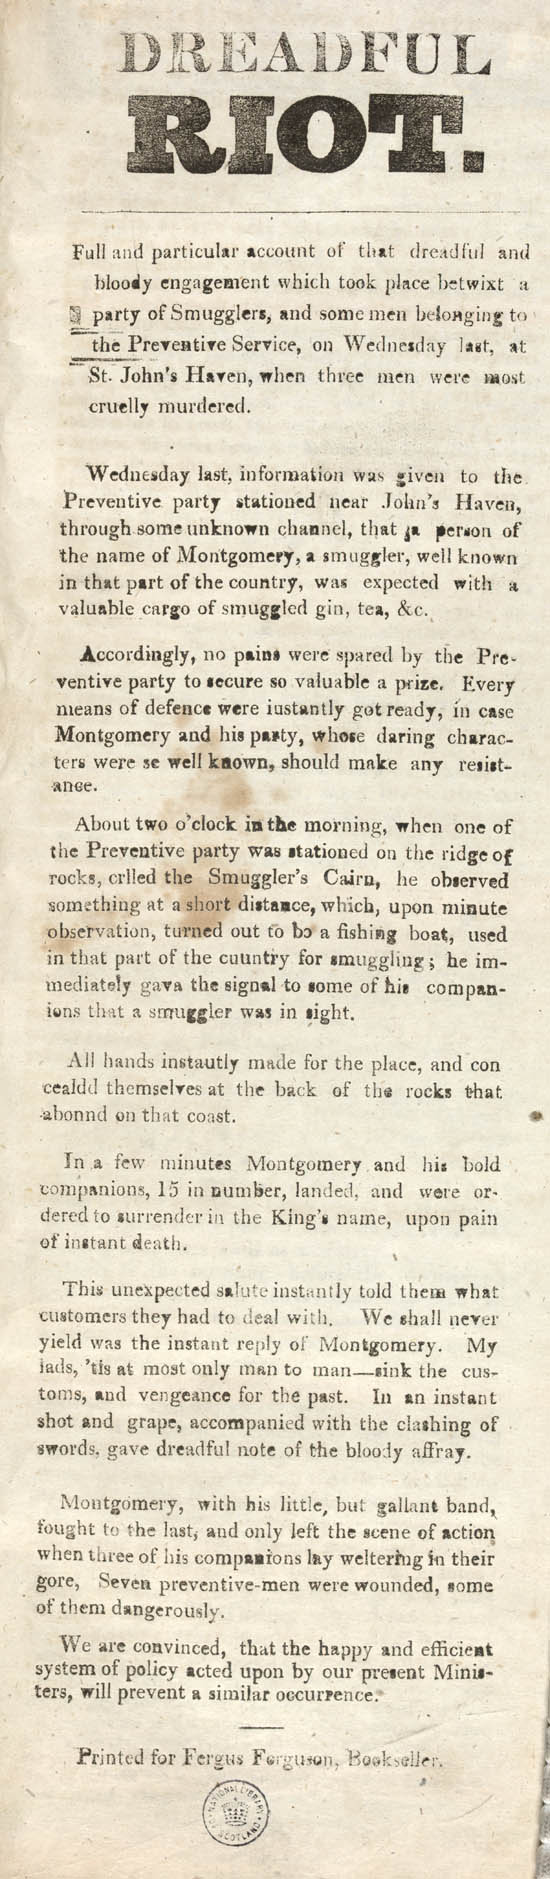 DREADFUL
RIOT.
Full and particular account of that dreadful and
bloody engagement which took place betwixt a
party of Smugglers, and some men belonging to
the Preventive Service, on Wednesday last, at
St. John's Haven, when three men were most
cruelly murdered.
Wednesday last, information was given to the
Preventive party stationed near John's Haven,
through some unknown channel, that a person of
the name of Montgomery, a smuggler, well known
in that part of the country, was expected with a
valuable cargo of smuggled gin, tea, &c.
Accordingly, no pains were spared by the Pre-
ventive party to secure so valuable a prize. Every
means of defence were iustantly got ready, in case
Montgomery and his party, whose daring charac-
ters were se well known, should make any resist-
ance.
About two o'clock in the morning, when one of
the Preventive party was stationed on the ridge of
rocks, crlled the Smuggler's Cairn, he observed
something at a short distance, which, upon minute
observation, turned out to be a fishing boat, used
in that part of the cuuntry for smuggling; he im-
mediately gava the signal to some of his compan-
ions that a smuggler was in sight.
All hands instautly made for the place, and con
cealdd themselves at the back of the rocks that
abonnd on that coast.
In a few minutes Montgomery and his bold
companions, 15 in number, landed, and were or-
dered to surrender in the King's name, upon pain
of instant death.
This unexpected salute instantly told them what
customers they had to deal with. We shall never
yield was the instant reply of Montgomery. My
lads, 'tis at most only man to man—sink the cus-
toms, and vengeance for the past. In an instant
shot and grape, accompanied with the clashing of
swords, gave dreadful note of the bloody affray.
Montgomery, with his little, but gallant band,
fought to the last, and only left the scene of action
when three of his companions lay weltering in their
gore, Seven preventive-men were wounded, some
of them dangerously.
We are convinced, that the happy and efficient
system of policy acted upon by our present Minis-
ters, will prevent a similar occurrence.
Printed for Fergus Ferguson, Bookseller.
NATIONAL LIBRARY OF SCOTLAND